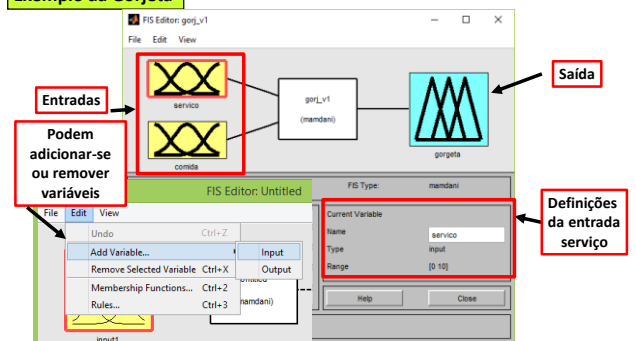 Exemplo da Gorjeta
FIS Editor: gorj_v1
File Edit View
servico
comida
gorj_v1
(mamdani)
gorgeta
Entradas
Saída
Podem
adicionar-se
ou remover
variáveis
FIS Editor: Untitled
File Edit View
Undo Ctrl+Z
Add Variable...
Input
Output
Remove Selected Variable Ctrl+X
Membership Functions... Ctrl+2
Rules... Ctrl+3
mamdani)
input1
FIS Type: mamdani
Current Variable
Name servico
Type input
Range [0 10]
Help Close
Definições
da entrada
serviço